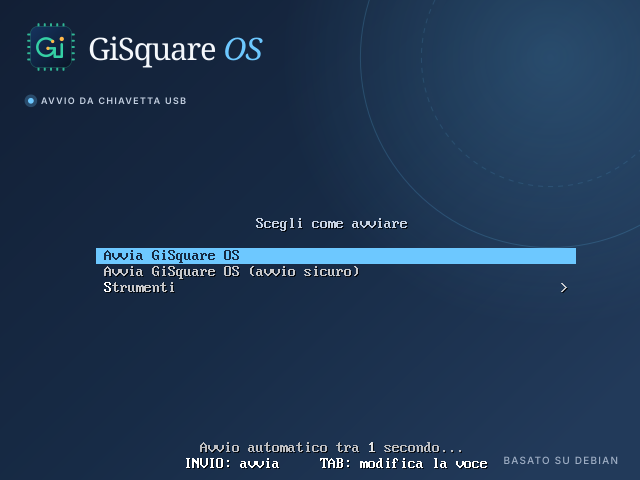 GiSquare OS
AVVIO DA CHIAVETTA USB
Scegli come avviare
Avvia GiSquare OS
Avvia GiSquare OS (avvio sicuro)
Strumenti >
Avvio automatico tra 1 secondo...
INVIO: avvia TAB: modifica la voce
BASATO SU DEBIAN